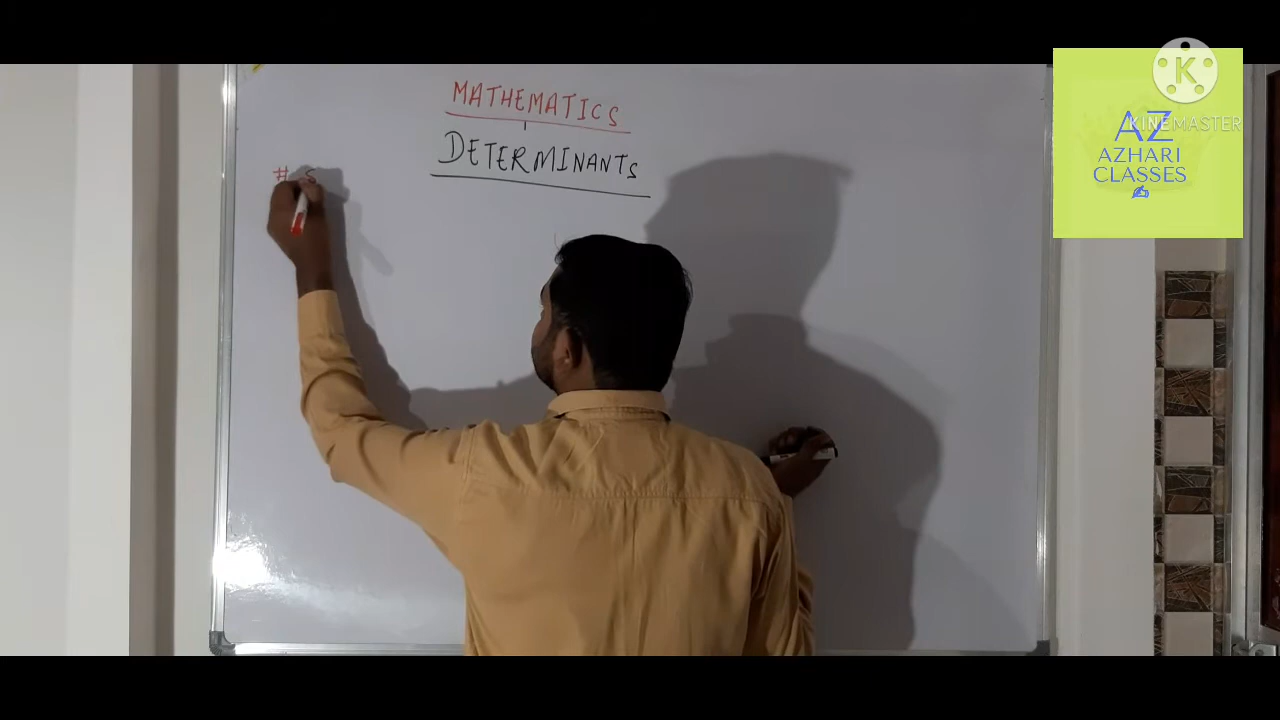 MATHEMATICS
DETERMINANTS
# S
K
KINEMASTER
AZ
AZHARI
CLASSES